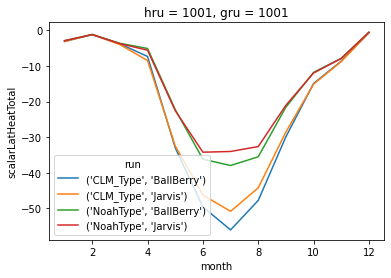 hru = 1001, gru = 1001
0
−10
−20
−30
−40
−50
scalarLatHeatTotal
run
('CLM_Type', 'BallBerry')
('CLM_Type', 'Jarvis')
('NoahType', 'BallBerry')
('NoahType', 'Jarvis')
2
4
6
8
10
12
month